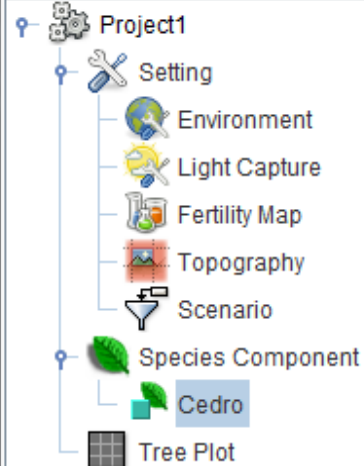 Project1
Setting
Environment
Light Capture
Fertility Map
Topography
Scenario
Species Component
Cedro
Tree Plot